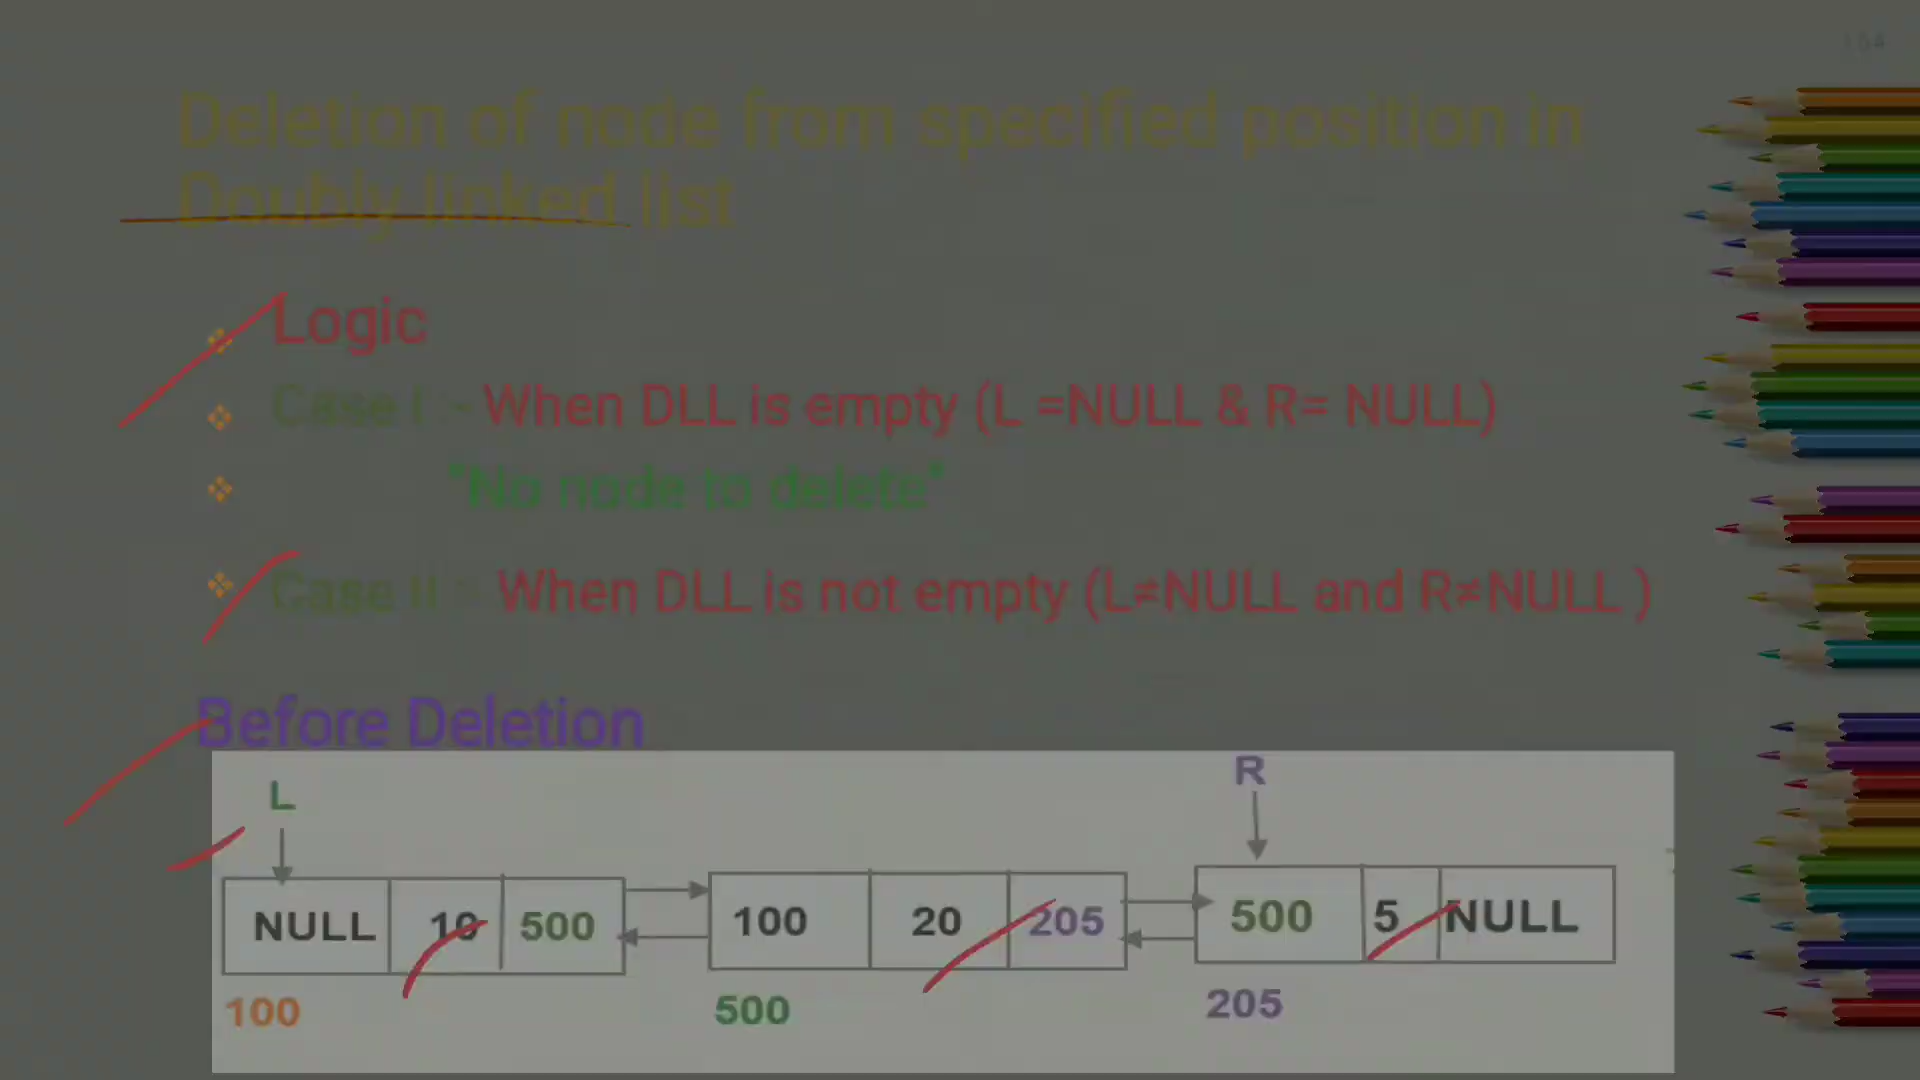 164
Deletion of node from specified position in
Doubly linked list
Logic
Case I :- When DLL is empty (L =NULL & R= NULL)
"No node to delete"
Case II :- When DLL is not empty (L≠NULL and R≠NULL )
Before Deletion
L R
NULL 10 500 100 20 205 500 5 NULL
100 500 205